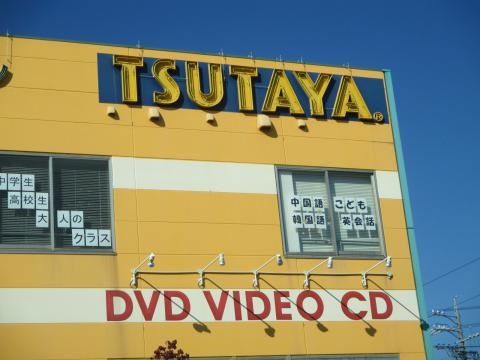 TSUTAYA®
中学生
高校生
大人の
クラス
中国語 こども
韓国語 英会話
DVD VIDEO CD